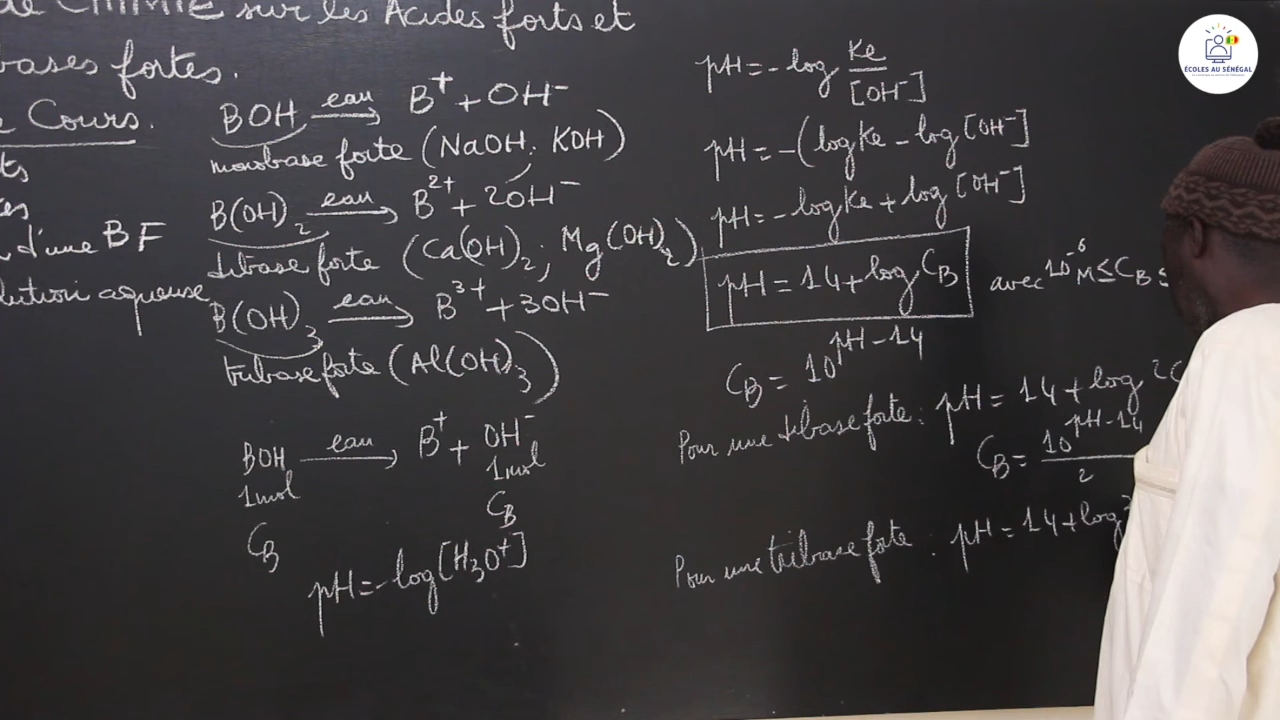 de CHIMIE sur les Acides forts et
bases fortes.
Cours.
d'une BF
aqueuse
BOH eau B⁺ + OH⁻
monobase forte (NaOH; KOH)
B(OH)₂ eau B²⁺ + 2OH⁻
dibase forte (Ca(OH)₂; Mg(OH)₂)
B(OH)₃ eau B³⁺ + 3OH⁻
tribase forte (Al(OH)₃)
BOH eau B⁺ + OH⁻
1mol 1mol
C_B C_B
pH = -log[H₃O⁺]
pH = -log Ke/[OH⁻]
pH = -(logKe - log[OH⁻]
pH = -logKe + log[OH⁻]
pH = 14 + log C_B avec 10⁻⁶M ≤ C_B ≤
C_B = 10^(pH-14)
Pour une dibase forte : pH = 14 + log 2C
C_B = 10^(pH-14)/2
Pour une tribase forte : pH = 14 + log
ÉCOLES AU SÉNÉGAL